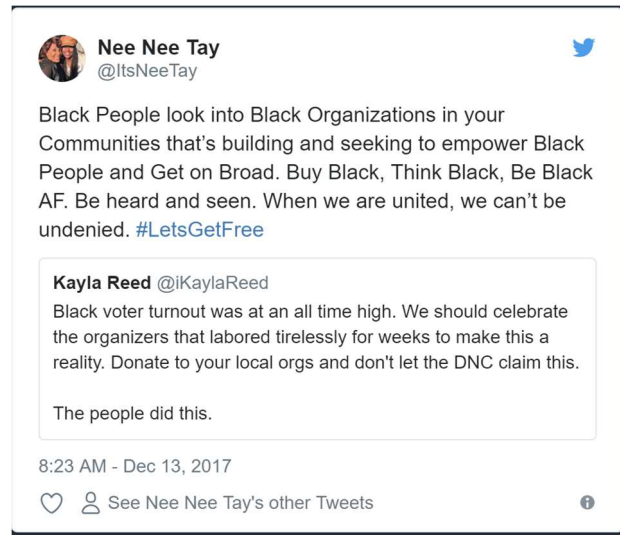 Nee Nee Tay
@ItsNeeTay
Black People look into Black Organizations in your
Communities that's building and seeking to empower Black
People and Get on Broad. Buy Black, Think Black, Be Black
AF. Be heard and seen. When we are united, we can't be
undenied. #LetsGetFree
Kayla Reed @iKaylaReed
Black voter turnout was at an all time high. We should celebrate
the organizers that labored tirelessly for weeks to make this a
reality. Donate to your local orgs and don't let the DNC claim this.
The people did this.
8:23 AM - Dec 13, 2017
See Nee Nee Tay's other Tweets